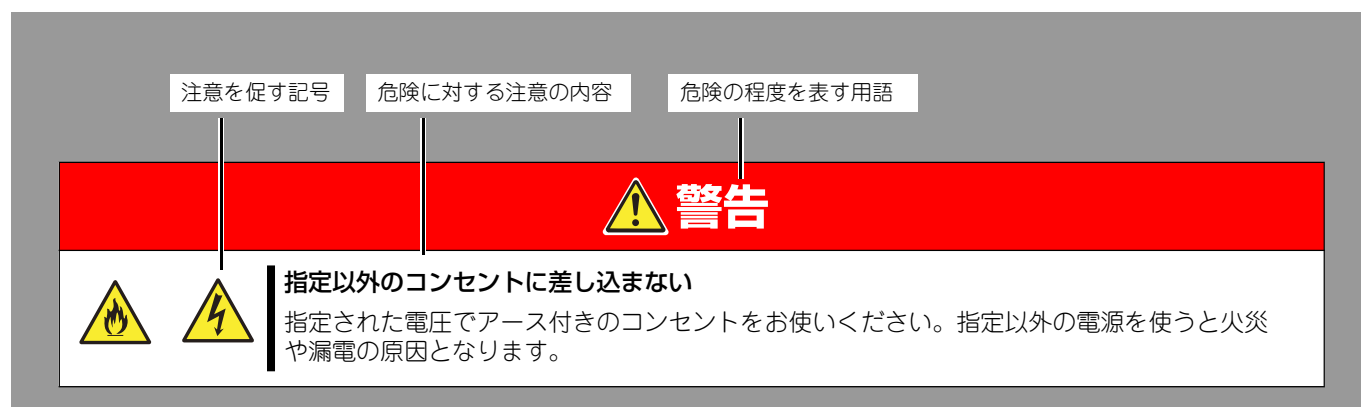 注意を促す記号
危険に対する注意の内容
危険の程度を表す用語
警告
指定以外のコンセントに差し込まない
指定された電圧でアース付きのコンセントをお使いください。指定以外の電源を使うと火災
や漏電の原因となります。